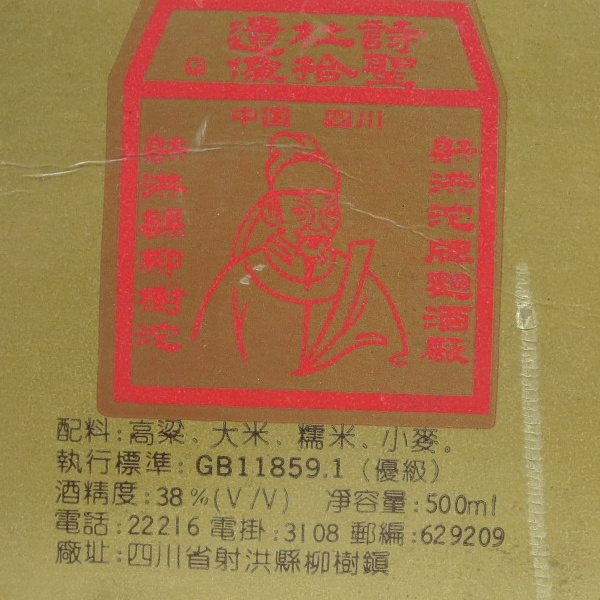 詩聖
杜拾
遺優
中国 四川
射洪沱牌麯酒廠
射洪縣柳樹沱
配料:高粱、大米、糯米、小麥。
執行標準:GB11859.1(優級)
酒精度:38%(V/V) 淨容量:500ml
電話:22216 電掛:3108 郵編:629209
廠址:四川省射洪縣柳樹鎮